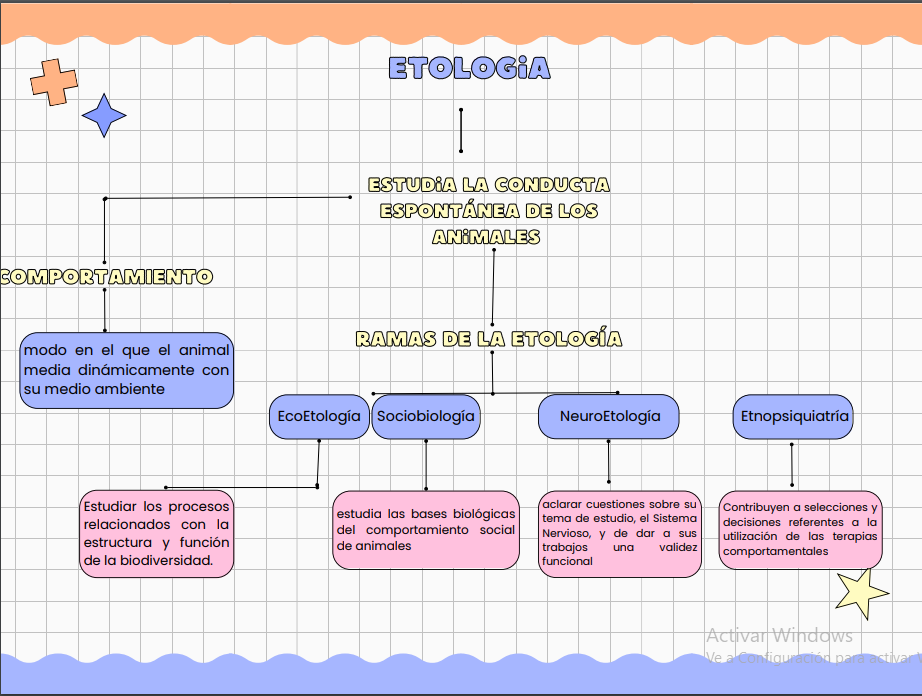 ETOLOGiA
ESTUDiA LA CONDUCTA
ESPONTÁNEA DE LOS
ANiMALES
COMPORTAMIENTO
modo en el que el animal
media dinámicamente con
su medio ambiente
RAMAS DE LA ETOLOGÍA
EcoEtología
Sociobiología
NeuroEtología
Etnopsiquiatría
Estudiar los procesos
relacionados con la
estructura y función
de la biodiversidad.
estudia las bases biológicas
del comportamiento social
de animales
aclarar cuestiones sobre su
tema de estudio, el Sistema
Nervioso, y de dar a sus
trabajos una validez
funcional
Contribuyen a selecciones y
decisiones referentes a la
utilización de las terapias
comportamentales
Activar Windows
Ve a Configuración para activar